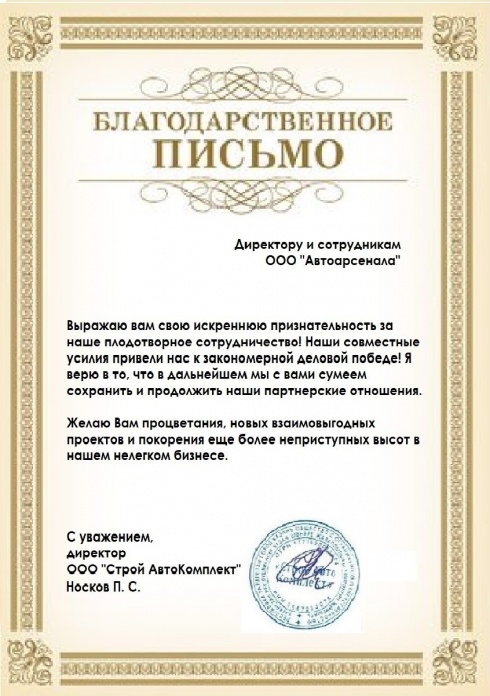 БЛАГОДАРСТВЕННОЕ
ПИСЬМО
Директору и сотрудникам
ООО "Автоарсенала"
Выражаю вам свою искреннюю признательность за
наше плодотворное сотрудничество! Наши совместные
усилия привели нас к закономерной деловой победе! Я
верю в то, что в дальнейшем мы с вами сумеем
сохранить и продолжить наши партнерские отношения.
Желаю Вам процветания, новых взаимовыгодных
проектов и покорения еще более неприступных высот в
нашем нелегком бизнесе.
С уважением,
директор
ООО "Строй АвтоКомплект"
Носков П. С.